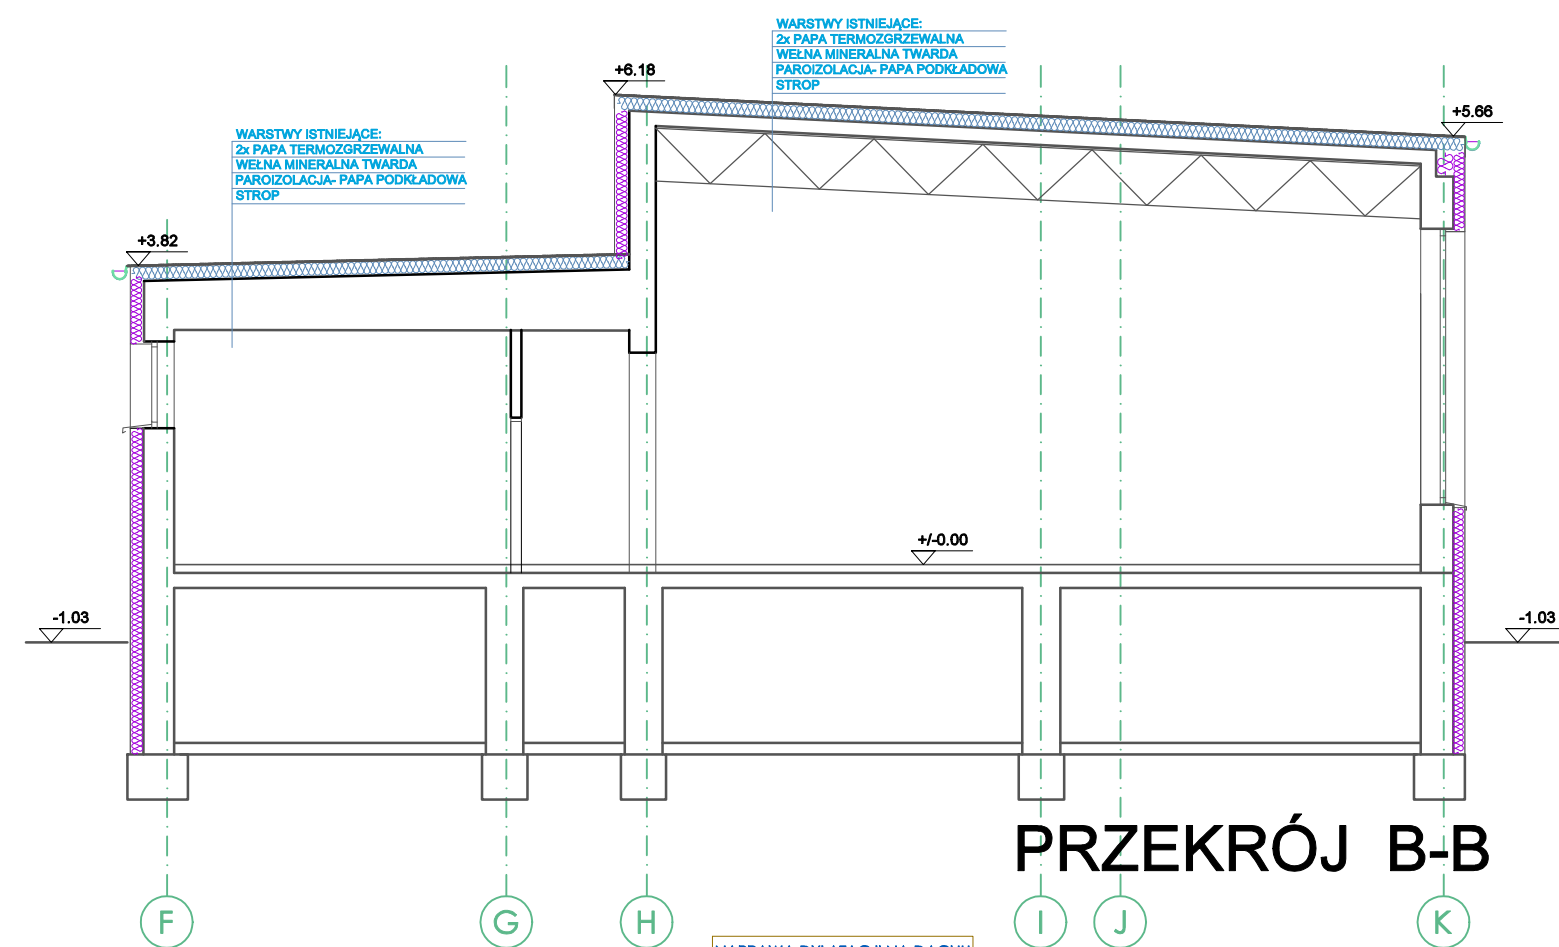 WARSTWY ISTNIEJĄCE:
2x PAPA TERMOZGRZEWALNA
WEŁNA MINERALNA TWARDA
PAROIZOLACJA- PAPA PODKŁADOWA
STROP
+6.18
+5.66
WARSTWY ISTNIEJĄCE:
2x PAPA TERMOZGRZEWALNA
WEŁNA MINERALNA TWARDA
PAROIZOLACJA- PAPA PODKŁADOWA
STROP
+3.82
+/-0.00
-1.03
-1.03
PRZEKRÓJ B-B
F
G
H
I
J
K